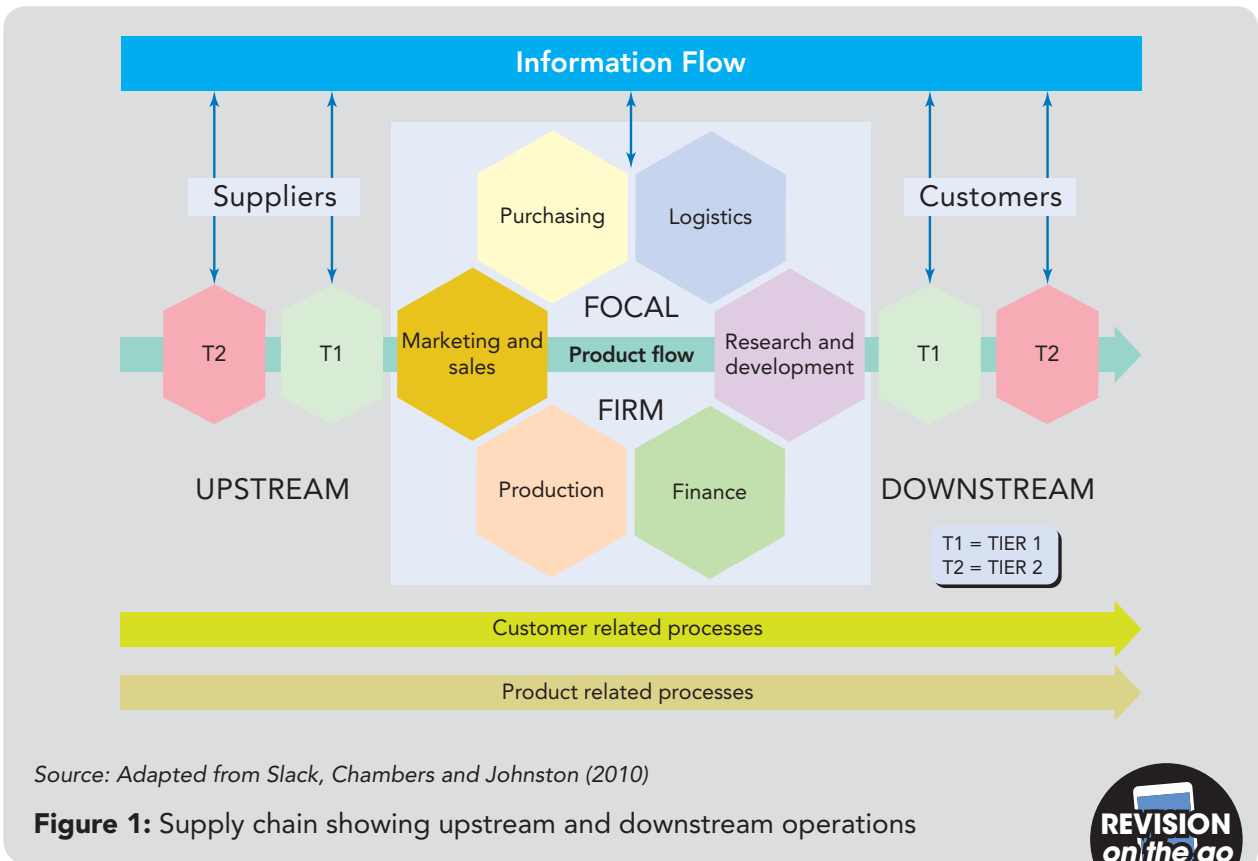 Information Flow
Suppliers
Customers
Purchasing
Logistics
FOCAL
T2
T1
Marketing and
sales
Product flow
Research and
development
T1
T2
FIRM
UPSTREAM
Production
Finance
DOWNSTREAM
T1 = TIER 1
T2 = TIER 2
Customer related processes
Product related processes
Source: Adapted from Slack, Chambers and Johnston (2010)
Figure 1: Supply chain showing upstream and downstream operations
REVISION
on the go